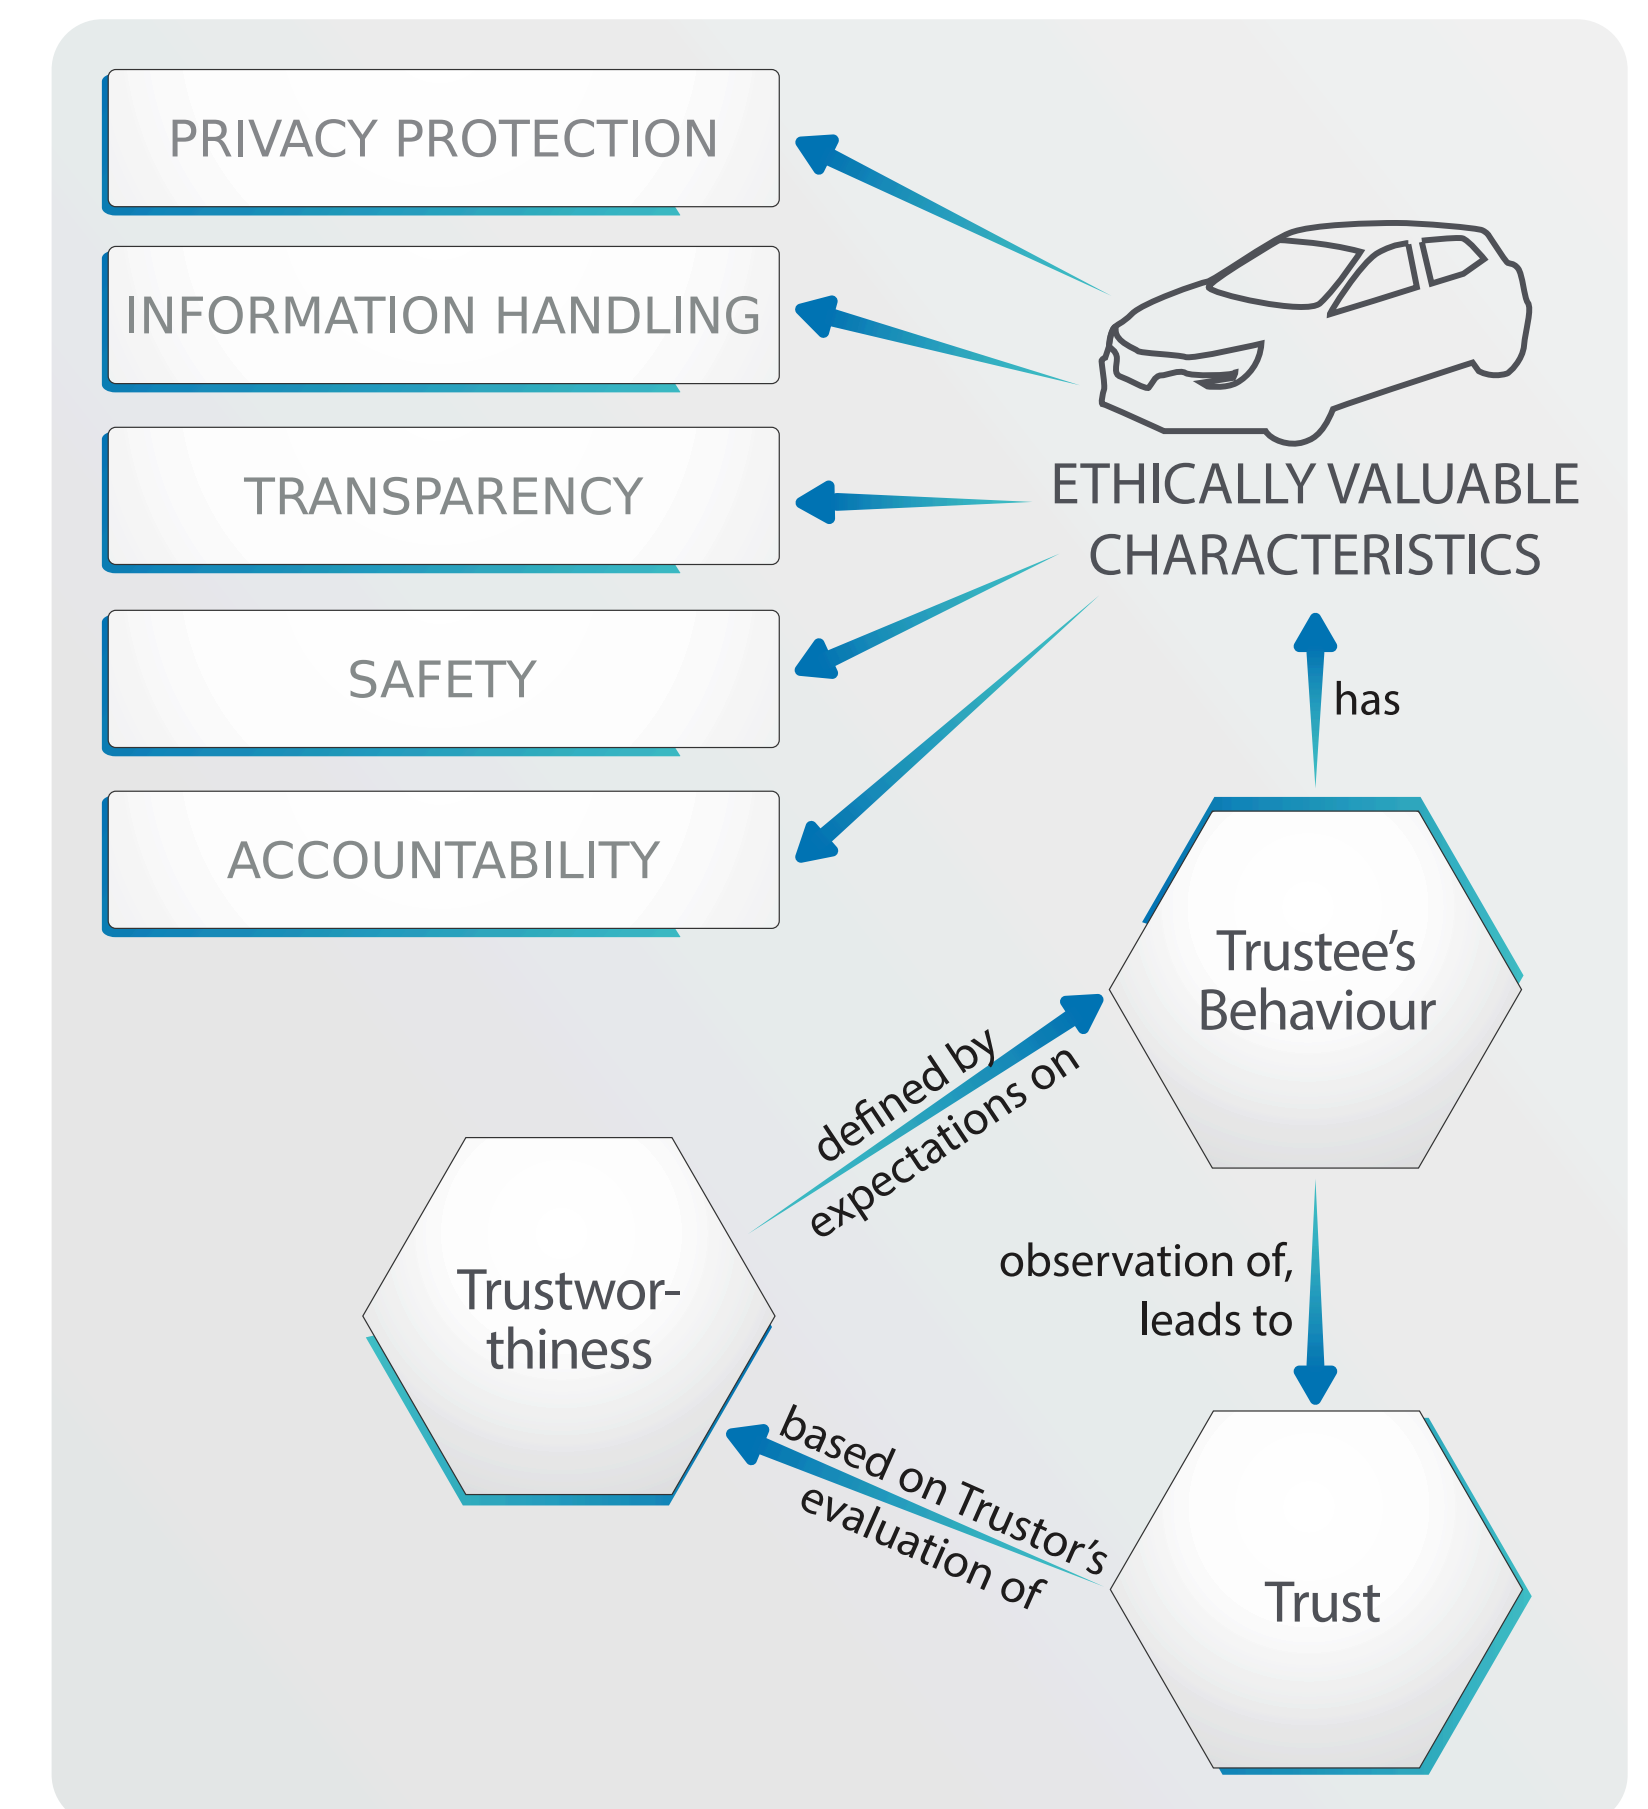 PRIVACY PROTECTION
INFORMATION HANDLING
TRANSPARENCY
SAFETY
ACCOUNTABILITY
ETHICALLY VALUABLE
CHARACTERISTICS
has
Trustee’s
Behaviour
defined by
expectations on
observation of,
leads to
Trustwor-
thiness
based on Trustor’s
evaluation of
Trust